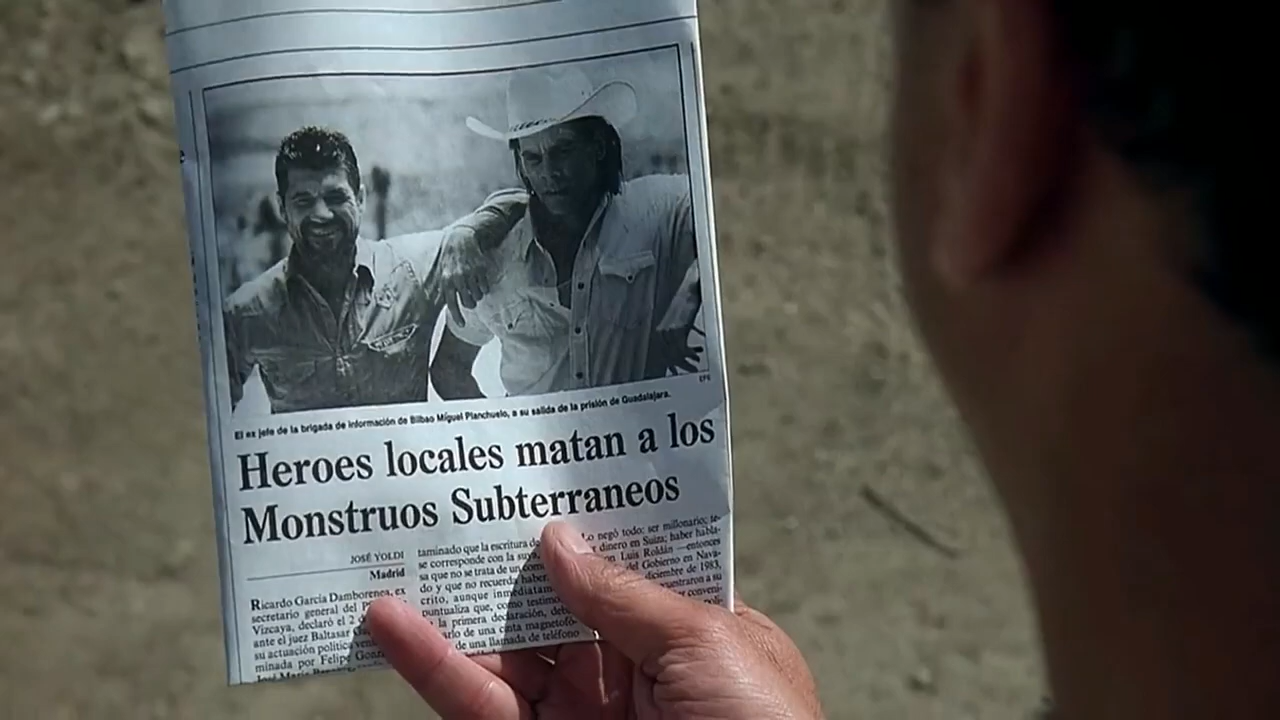 EFE
El ex jefe de la brigada de información de Bilbao Miguel Planchuelo, a su salida de la prisión de Guadalajara.
Heroes locales matan a los
Monstruos Subterraneos
JOSÉ YOLDI
Madrid
Ricardo García Damborenea, ex
secretario general del
Vizcaya, declaró el 2
ante el juez Baltasar
su actuación política
minada por Felipe
José María
taminado que la escritura
se corresponde con la suya,
sa que no se trata de un
do y que no recuerda haber
crito, aunque
puntualiza que, como
la primera declaración,
de una cinta magnetofó-
de una llamada de teléfono
Lo negó todo: ser millonario; te-
dinero en Suiza; haber habla-
Luis Roldán —entonces
del Gobierno en Nava-
diciembre de 1983,
a su